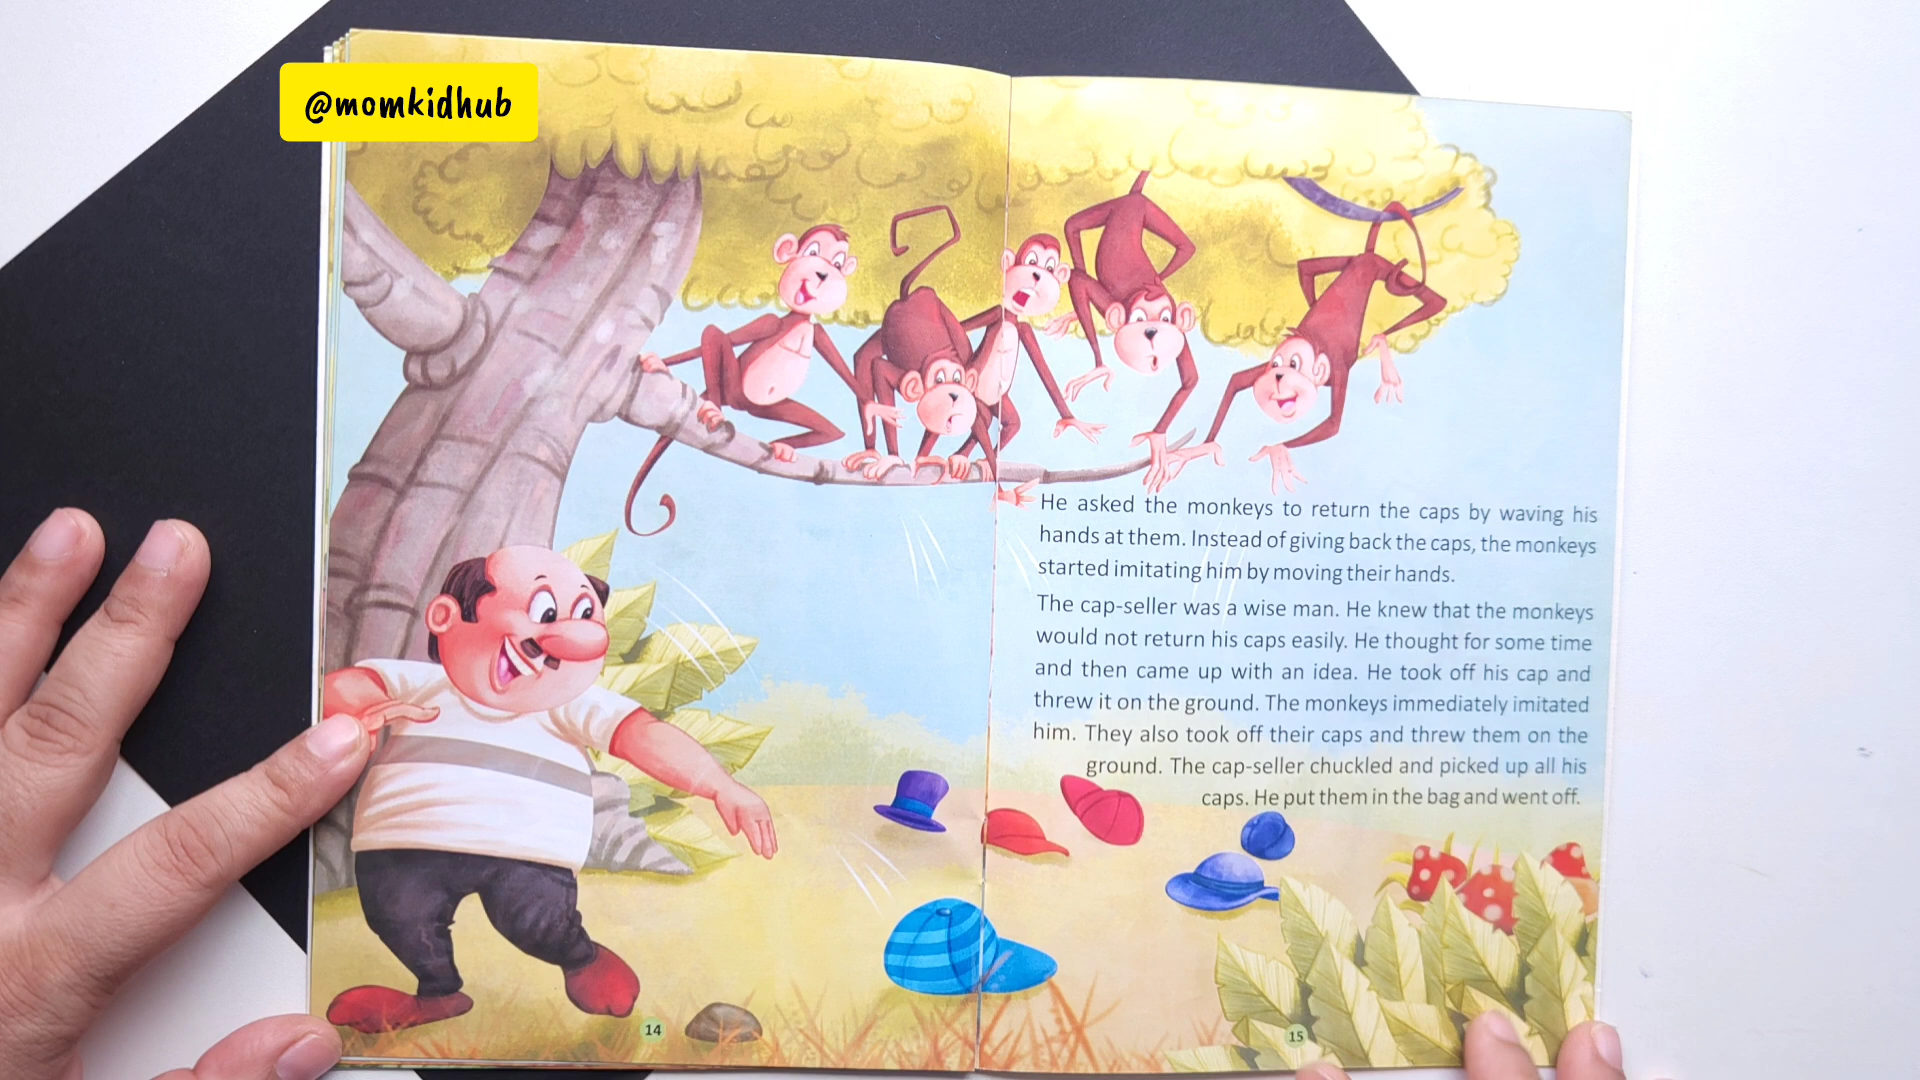 @momkidhub
He asked the monkeys to return the caps by waving his
hands at them. Instead of giving back the caps, the monkeys
started imitating him by moving their hands.
The cap-seller was a wise man. He knew that the monkeys
would not return his caps easily. He thought for some time
and then came up with an idea. He took off his cap and
threw it on the ground. The monkeys immediately imitated
him. They also took off their caps and threw them on the
ground. The cap-seller chuckled and picked up all his
caps. He put them in the bag and went off.
14
15